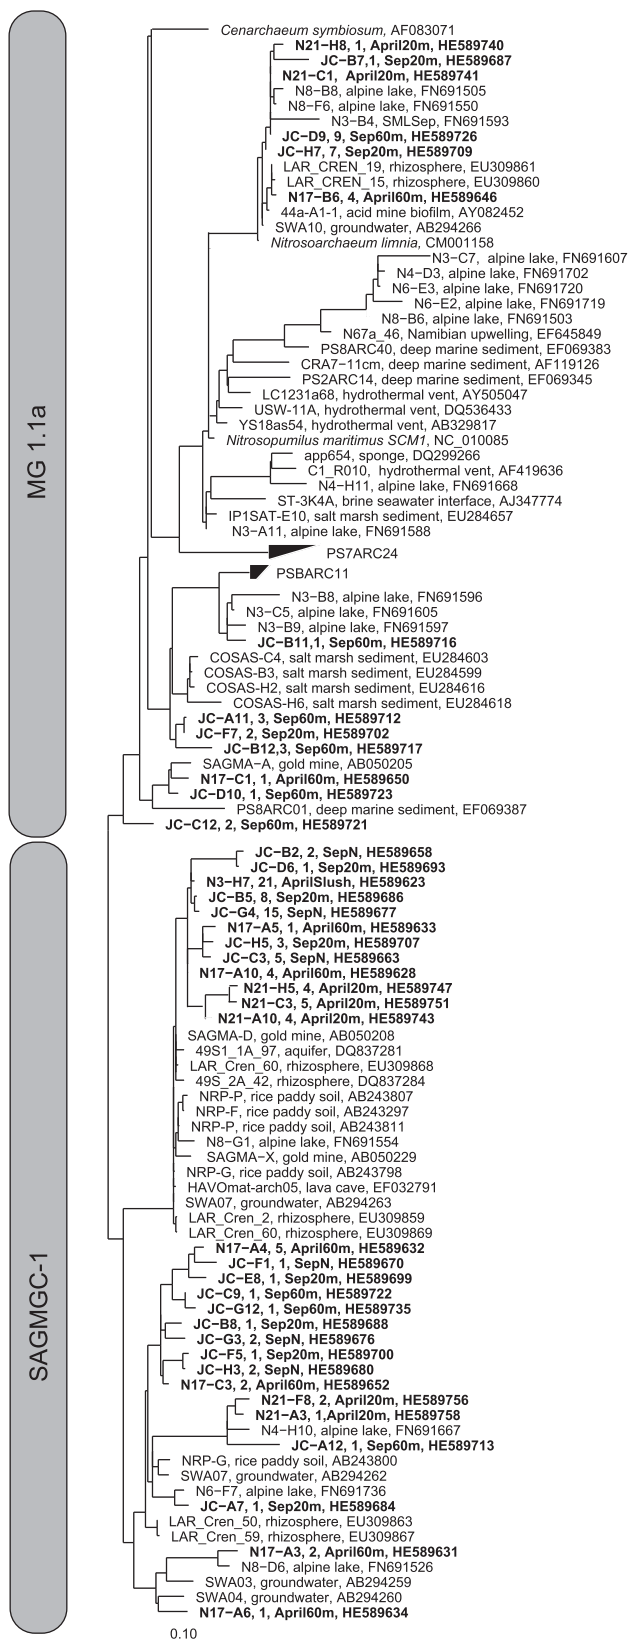 MG 1.1a
Cenarchaeum symbiosum, AF083071
N21−H8, 1, April20m, HE589740
JC−B7,1, Sep20m, HE589687
N21−C1, April20m, HE589741
N8−B8, alpine lake, FN691505
N8−F6, alpine lake, FN691550
N3−B4, SMLSep, FN691593
JC−D9, 9, Sep60m, HE589726
JC−H7, 7, Sep20m, HE589709
LAR_CREN_19, rhizosphere, EU309861
LAR_CREN_15, rhizosphere, EU309860
N17−B6, 4, April60m, HE589646
44a-A1-1, acid mine biofilm, AY082452
SWA10, groundwater, AB294266
Nitrosoarchaeum limnia, CM001158
N3−C7, alpine lake, FN691607
N4−D3, alpine lake, FN691702
N6−E3, alpine lake, FN691720
N6−E2, alpine lake, FN691719
N8−B6, alpine lake, FN691503
N67a_46, Namibian upwelling, EF645849
PS8ARC40, deep marine sediment, EF069383
CRA7−11cm, deep marine sediment, AF119126
PS2ARC14, deep marine sediment, EF069345
LC1231a68, hydrothermal vent, AY505047
USW-11A, hydrothermal vent, DQ536433
YS18as54, hydrothermal vent, AB329817
Nitrosopumilus maritimus SCM1, NC_010085
app654, sponge, DQ299266
C1_R010, hydrothermal vent, AF419636
N4−H11, alpine lake, FN691668
ST-3K4A, brine seawater interface, AJ347774
IP1SAT-E10, salt marsh sediment, EU284657
N3−A11, alpine lake, FN691588
PS7ARC24
PSBARC11
N3−B8, alpine lake, FN691596
N3−C5, alpine lake, FN691605
N3−B9, alpine lake, FN691597
JC−B11,1, Sep60m, HE589716
COSAS-C4, salt marsh sediment, EU284603
COSAS-B3, salt marsh sediment, EU284599
COSAS-H2, salt marsh sediment, EU284616
COSAS-H6, salt marsh sediment, EU284618
JC−A11, 3, Sep60m, HE589712
JC−F7, 2, Sep20m, HE589702
JC−B12,3, Sep60m, HE589717
SAGMA−A, gold mine, AB050205
N17−C1, 1, April60m, HE589650
JC−D10, 1, Sep60m, HE589723
PS8ARC01, deep marine sediment, EF069387
JC−C12, 2, Sep60m, HE589721
SAGMGC-1
JC−B2, 2, SepN, HE589658
JC−D6, 1, Sep20m, HE589693
N3−H7, 21, AprilSlush, HE589623
JC−B5, 8, Sep20m, HE589686
JC−G4, 15, SepN, HE589677
N17−A5, 1, April60m, HE589633
JC−H5, 3, Sep20m, HE589707
JC−C3, 5, SepN, HE589663
N17−A10, 4, April60m, HE589628
N21−H5, 4, April20m, HE589747
N21−C3, 5, April20m, HE589751
N21−A10, 4, April20m, HE589743
SAGMA-D, gold mine, AB050208
49S1_1A_97, aquifer, DQ837281
LAR_Cren_60, rhizosphere, EU309868
49S_2A_42, rhizosphere, DQ837284
NRP-P, rice paddy soil, AB243807
NRP-F, rice paddy soil, AB243297
NRP-P, rice paddy soil, AB243811
N8−G1, alpine lake, FN691554
SAGMA−X, gold mine, AB050229
NRP-G, rice paddy soil, AB243798
HAVOmat-arch05, lava cave, EF032791
SWA07, groundwater, AB294263
LAR_Cren_2, rhizosphere, EU309859
LAR_Cren_60, rhizosphere, EU309869
N17−A4, 5, April60m, HE589632
JC−F1, 1, SepN, HE589670
JC−E8, 1, Sep20m, HE589699
JC−C9, 1, Sep60m, HE589722
JC−G12, 1, Sep60m, HE589735
JC−B8, 1, Sep20m, HE589688
JC−G3, 2, SepN, HE589676
JC−F5, 1, Sep20m, HE589700
JC−H3, 2, SepN, HE589680
N17−C3, 2, April60m, HE589652
N21−F8, 2, April20m, HE589756
N21−A3, 1,April20m, HE589758
N4−H10, alpine lake, FN691667
JC−A12, 1, Sep60m, HE589713
NRP-G, rice paddy soil, AB243800
SWA07, groundwater, AB294262
N6−F7, alpine lake, FN691736
JC−A7, 1, Sep20m, HE589684
LAR_Cren_50, rhizosphere, EU309863
LAR_Cren_59, rhizosphere, EU309867
N17−A3, 2, April60m, HE589631
N8−D6, alpine lake, FN691526
SWA03, groundwater, AB294259
SWA04, groundwater, AB294260
N17−A6, 1, April60m, HE589634
0.10